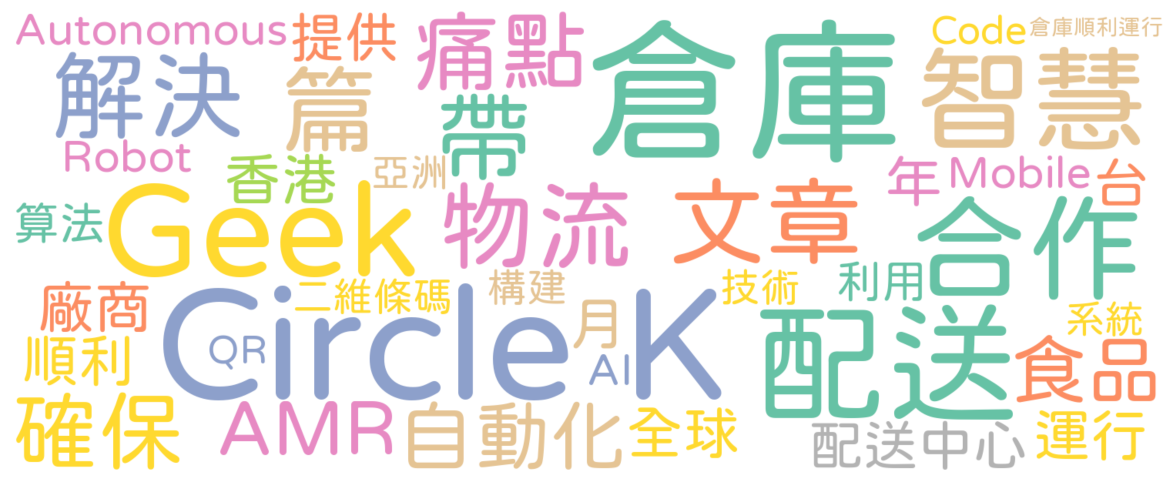 Autonomous
提供
痛點
倉庫
Code
倉庫順利運行
解決
篇
帶
智慧
Robot
香港
亞洲
年
Mobile
台
算法
Geek
物流
文章
合作
廠商
二維條碼
構建
技術
利用
系統
順利
QR
Circle K
月
AI
配送
食品
確保
AMR
自動化
全球
配送中心
運行